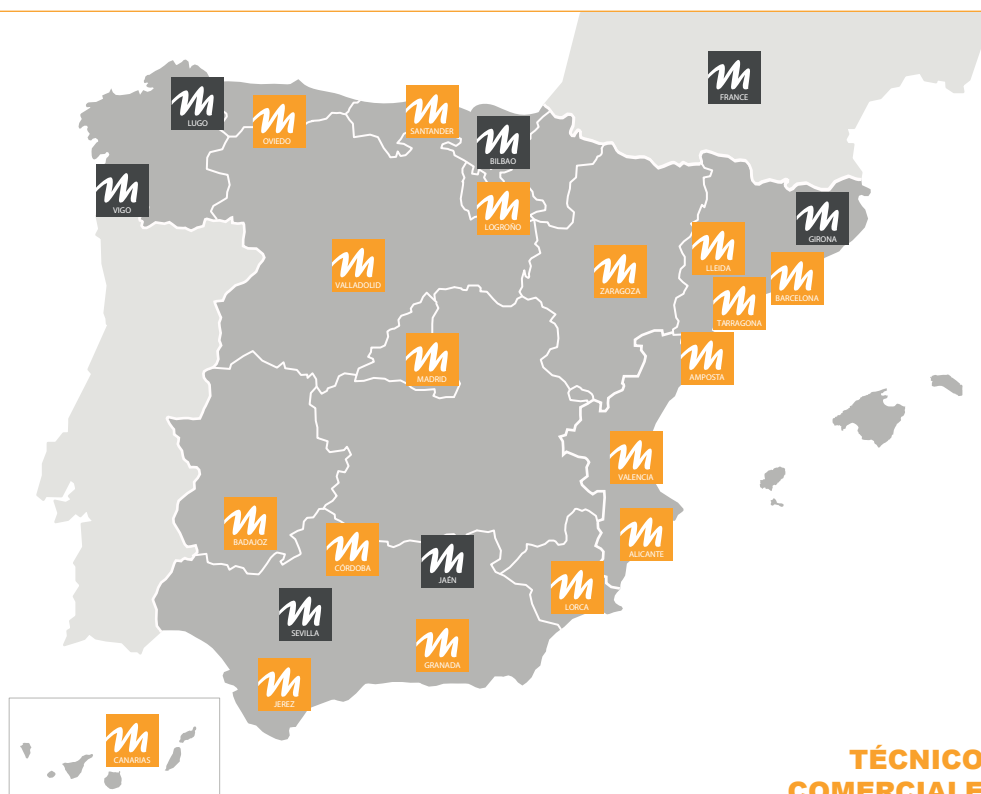 FRANCE
LUGO
OVIEDO
SANTANDER
BILBAO
VIGO
LOGROÑO
GIRONA
VALLADOLID
ZARAGOZA
LLEIDA
BARCELONA
TARRAGONA
MADRID
AMPOSTA
VALENCIA
BADAJOZ
CÓRDOBA
JAÉN
ALICANTE
LORCA
SEVILLA
GRANADA
JEREZ
CANARIAS
TÉCNICO
COMERCIALE